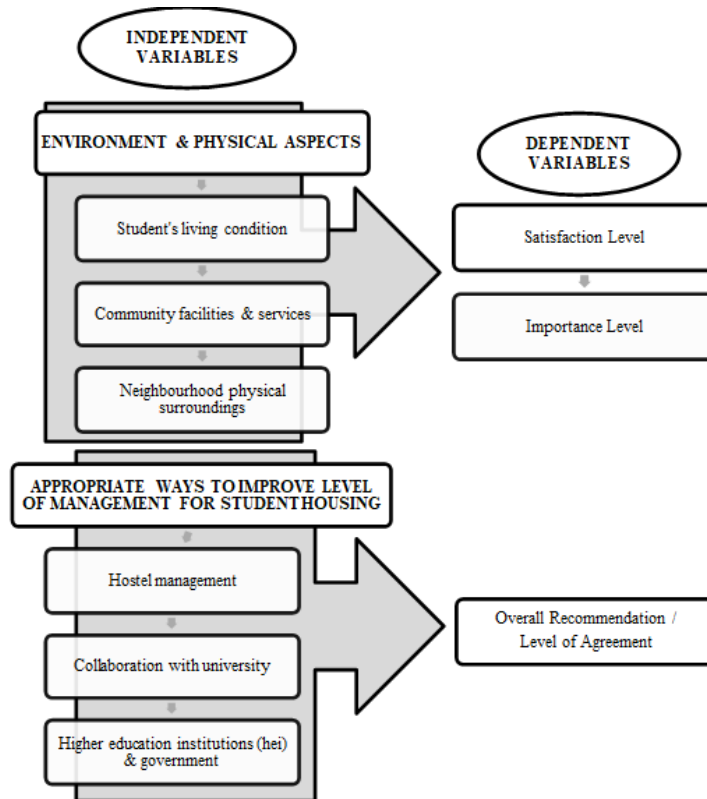 INDEPENDENT
VARIABLES
ENVIRONMENT & PHYSICAL ASPECTS
Student's living condition
Community facilities & services
Neighbourhood physical
surroundings
DEPENDENT
VARIABLES
Satisfaction Level
Importance Level
APPROPRIATE WAYS TO IMPROVE LEVEL
OF MANAGEMENT FOR STUDENT HOUSING
Hostel management
Collaboration with university
Higher education institutions (hei)
& government
Overall Recommendation /
Level of Agreement